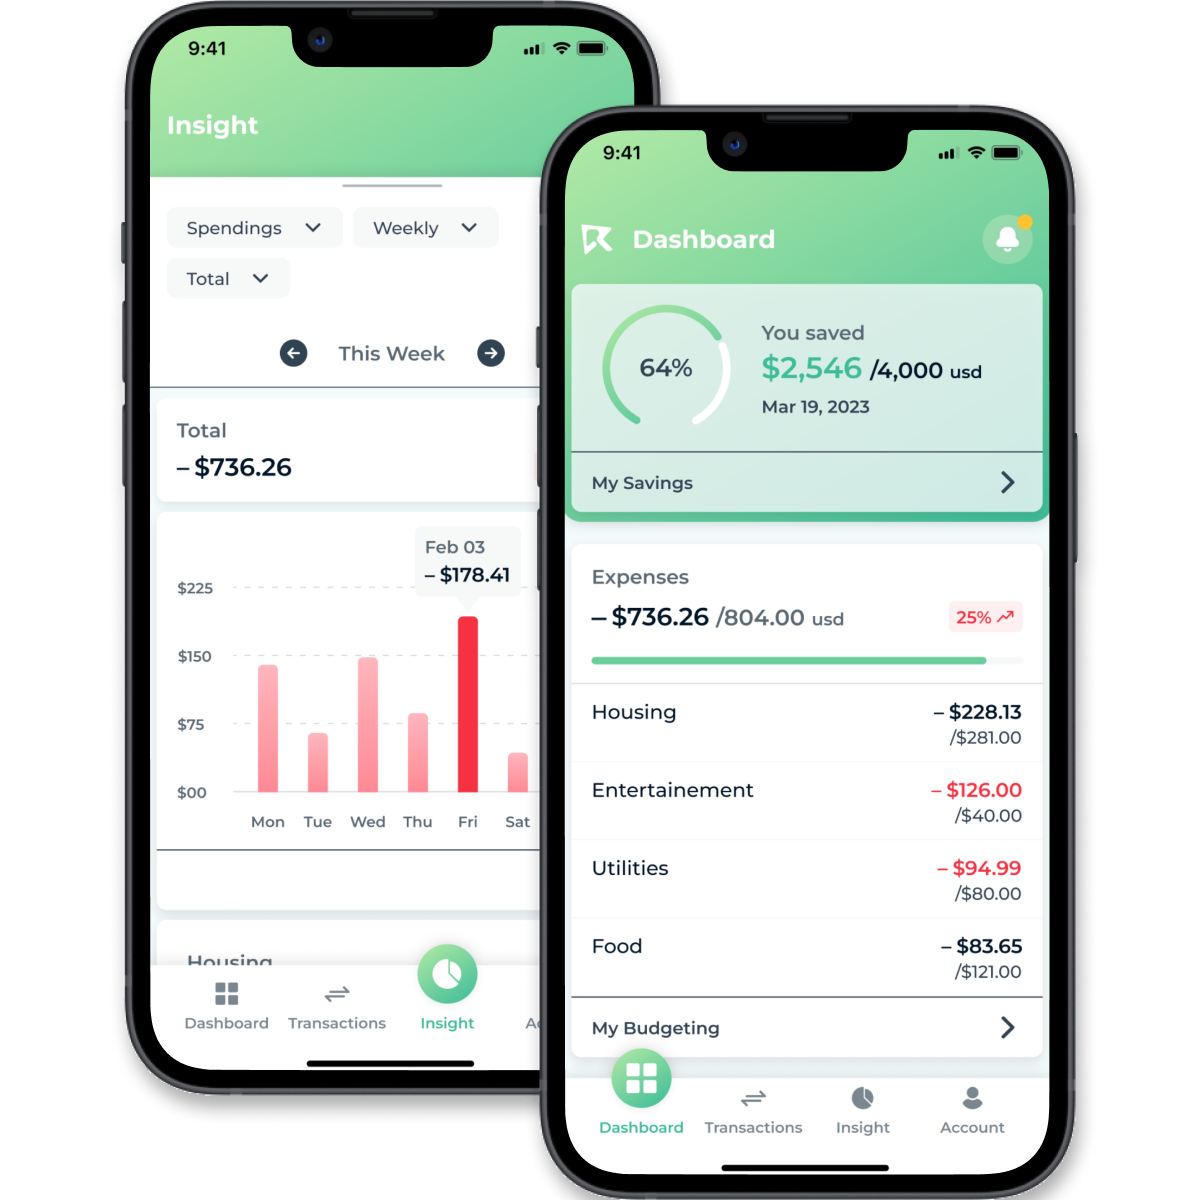 9:41
Insight
Spendings
Weekly
Total
This Week
Total
– $736.26
Feb 03
– $178.41
$225
$150
$75
$00
Mon Tue Wed Thu Fri Sat
Housing
Dashboard Transactions Insight
9:41
Dashboard
64%
You saved
$2,546 /4,000 usd
Mar 19, 2023
My Savings
Expenses
– $736.26 /804.00 usd
25%
Housing – $228.13
/$281.00
Entertainement – $126.00
/$40.00
Utilities – $94.99
/$80.00
Food – $83.65
/$121.00
My Budgeting
Dashboard Transactions Insight Account